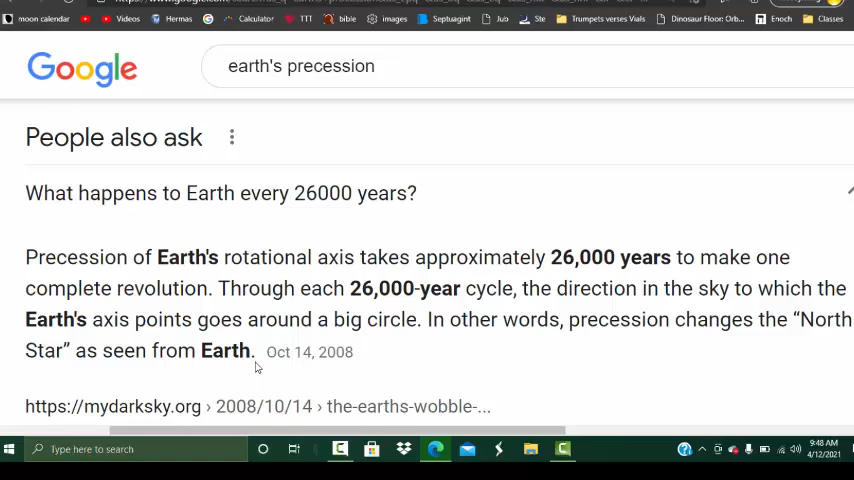 moon calendar Videos Hermas Calculator TTT bible images Septuagint Jub Ste Trumpets verses Vials Dinosaur Floor: Orb... Enoch Classes
Google earth's precession
People also ask
What happens to Earth every 26000 years?
Precession of Earth's rotational axis takes approximately 26,000 years to make one
complete revolution. Through each 26,000-year cycle, the direction in the sky to which the
Earth's axis points goes around a big circle. In other words, precession changes the “North
Star” as seen from Earth. Oct 14, 2008
https://mydarksky.org › 2008/10/14 › the-earths-wobble-...
Type here to search
9:48 AM
4/12/2021